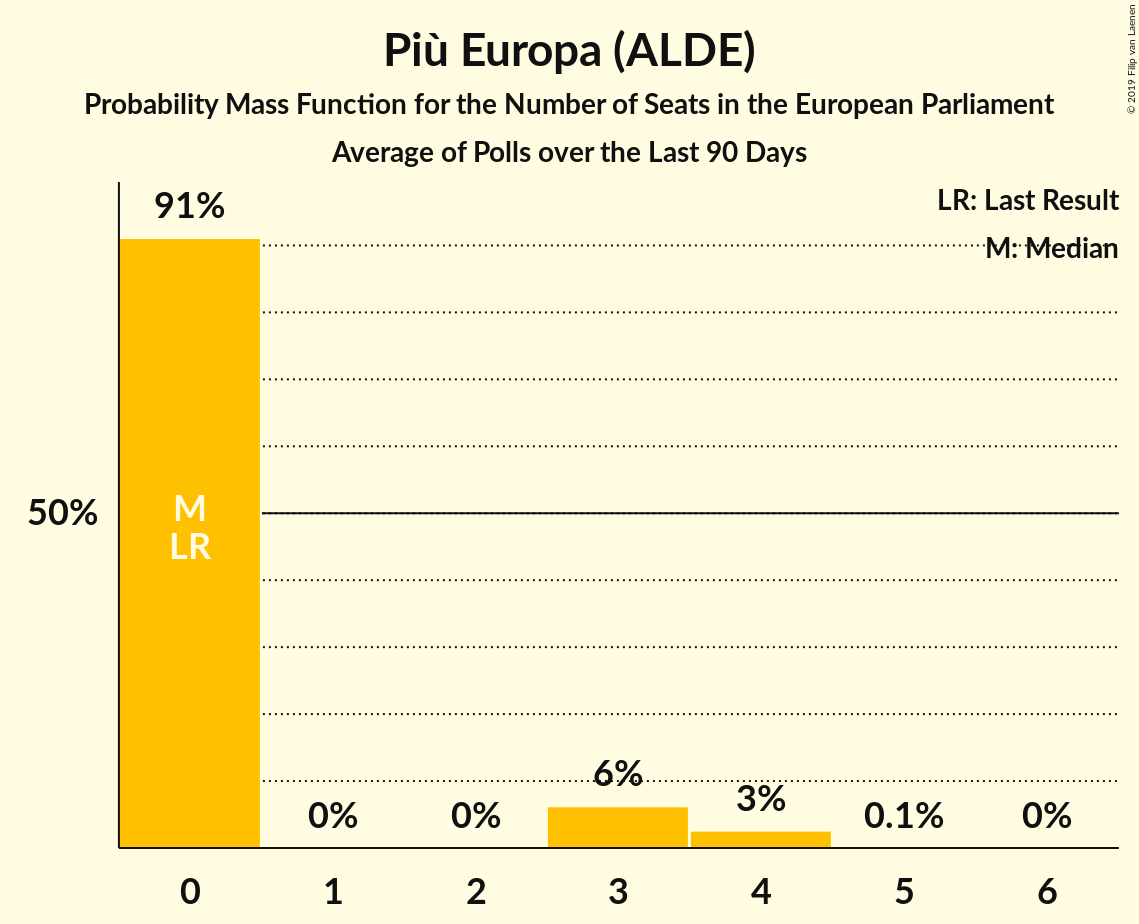 Più Europa (ALDE)
Probability Mass Function for the Number of Seats in the European Parliament
Average of Polls over the Last 90 Days
© 2019 Filip van Laenen
LR: Last Result
M: Median
91%
50%
M
LR
0%
0%
6%
3%
0.1%
0%
0
1
2
3
4
5
6